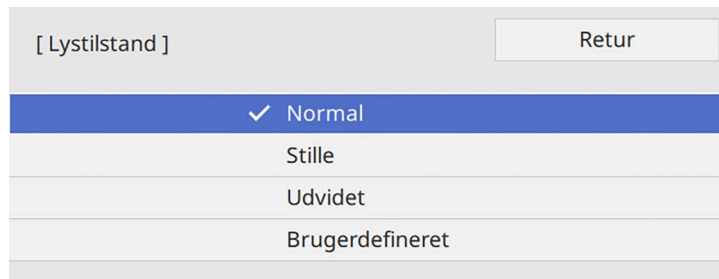 [ Lystilstand ]
Retur
Normal
Stille
Udvidet
Brugerdefineret